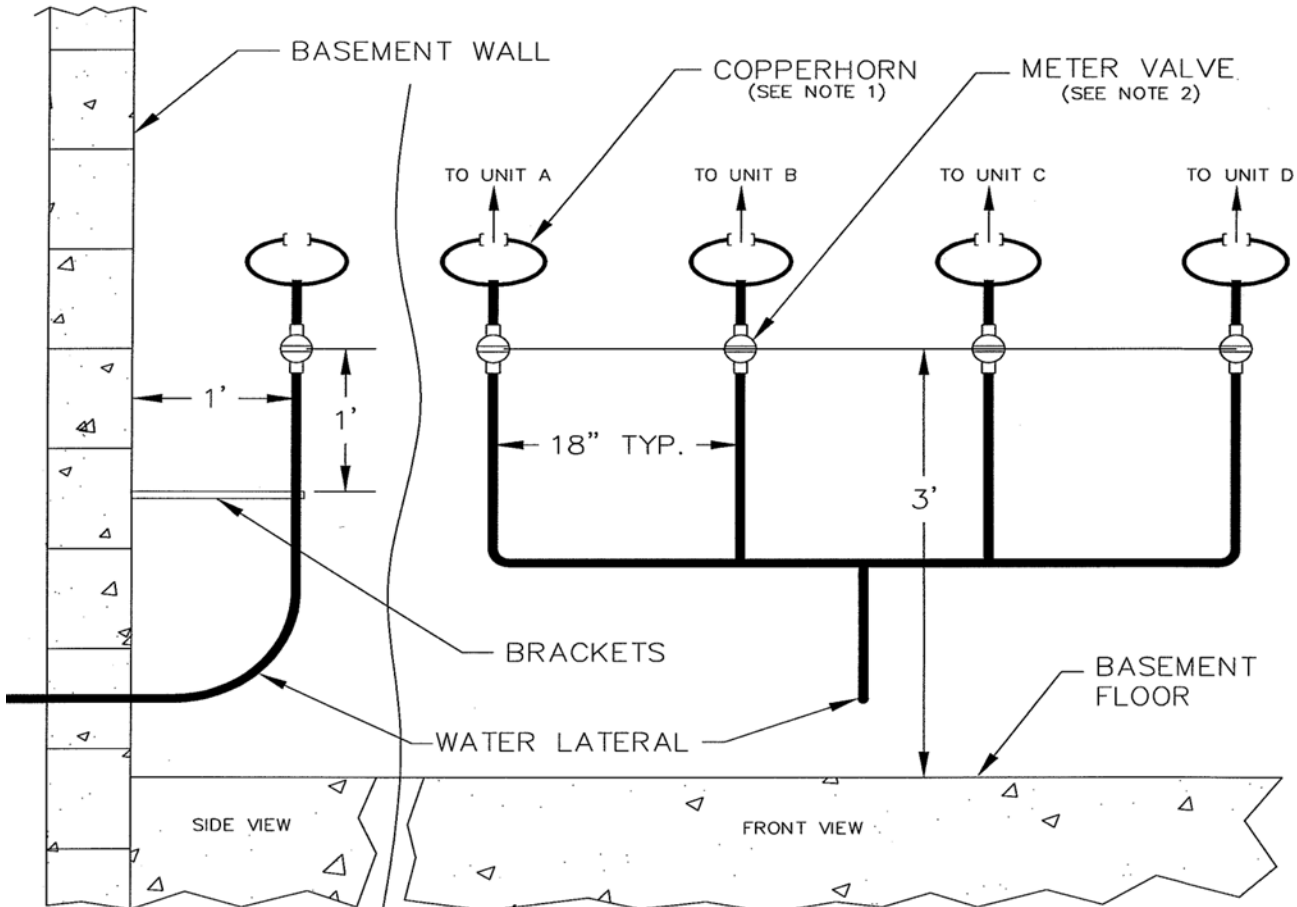 BASEMENT WALL
COPPERHORN
(SEE NOTE 1)
METER VALVE
(SEE NOTE 2)
TO UNIT A
TO UNIT B
TO UNIT C
TO UNIT D
1'
1'
18" TYP.
3'
BRACKETS
BASEMENT
FLOOR
WATER LATERAL
SIDE VIEW
FRONT VIEW